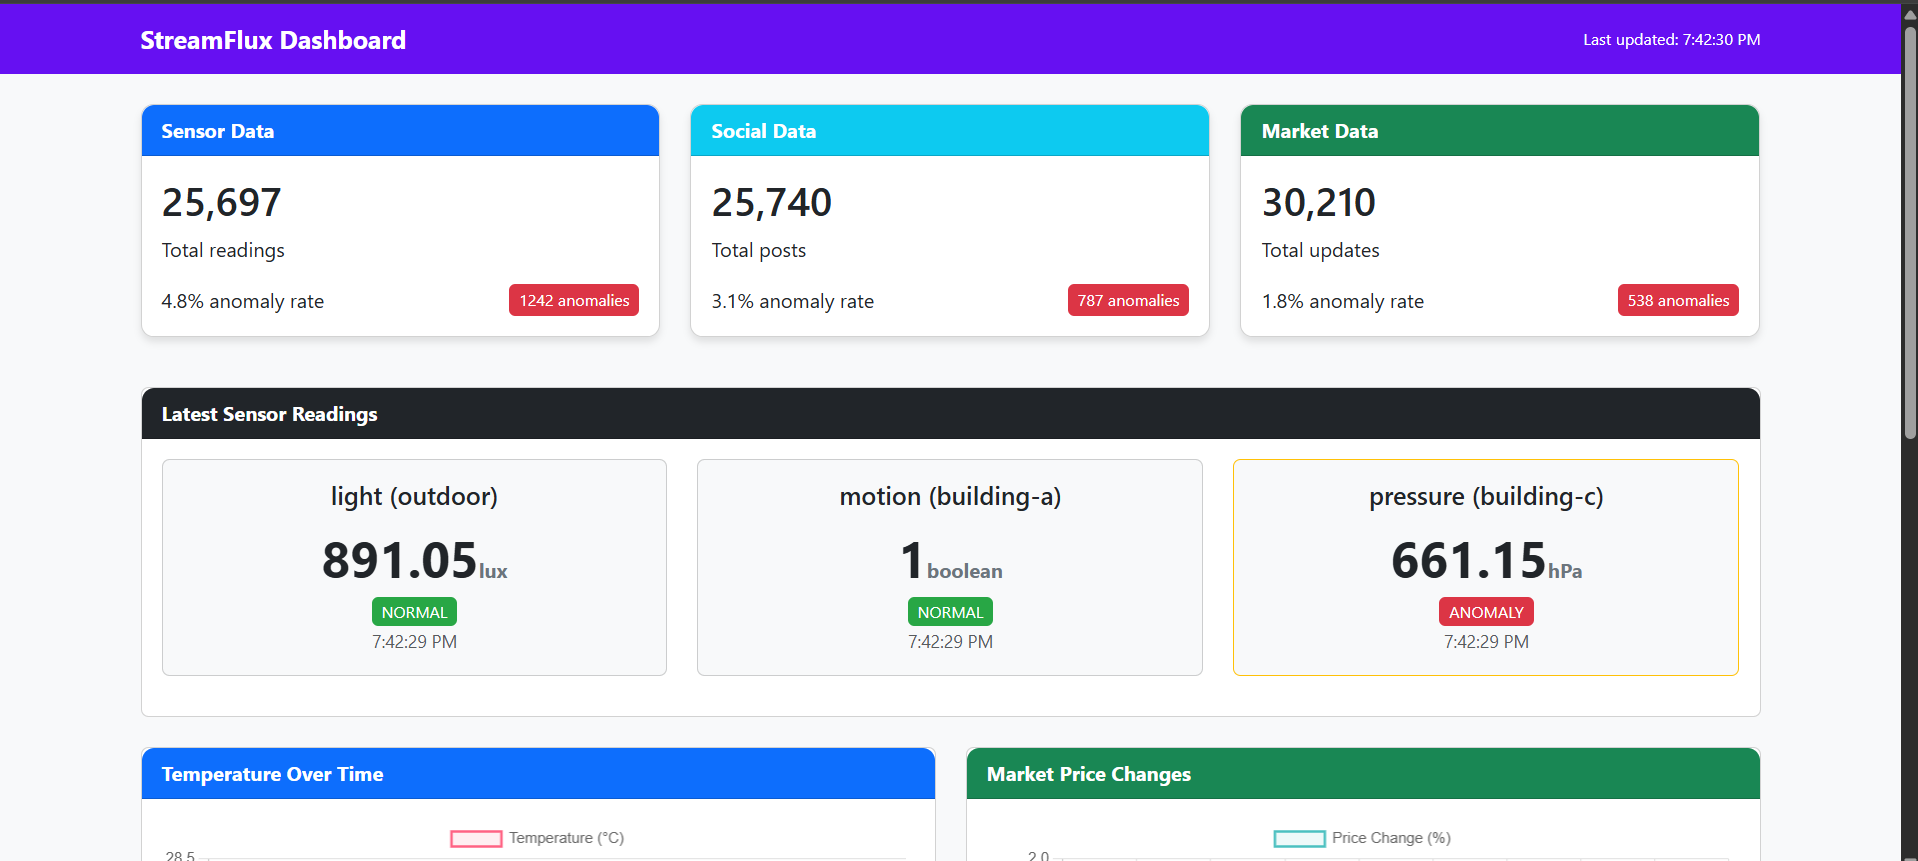 StreamFlux Dashboard
Last updated: 7:42:30 PM
Sensor Data
25,697
Total readings
4.8% anomaly rate
1242 anomalies
Social Data
25,740
Total posts
3.1% anomaly rate
787 anomalies
Market Data
30,210
Total updates
1.8% anomaly rate
538 anomalies
Latest Sensor Readings
light (outdoor)
891.05lux
NORMAL
7:42:29 PM
motion (building-a)
1boolean
NORMAL
7:42:29 PM
pressure (building-c)
661.15hPa
ANOMALY
7:42:29 PM
Temperature Over Time
Temperature (°C)
28.5
Market Price Changes
Price Change (%)
2.0